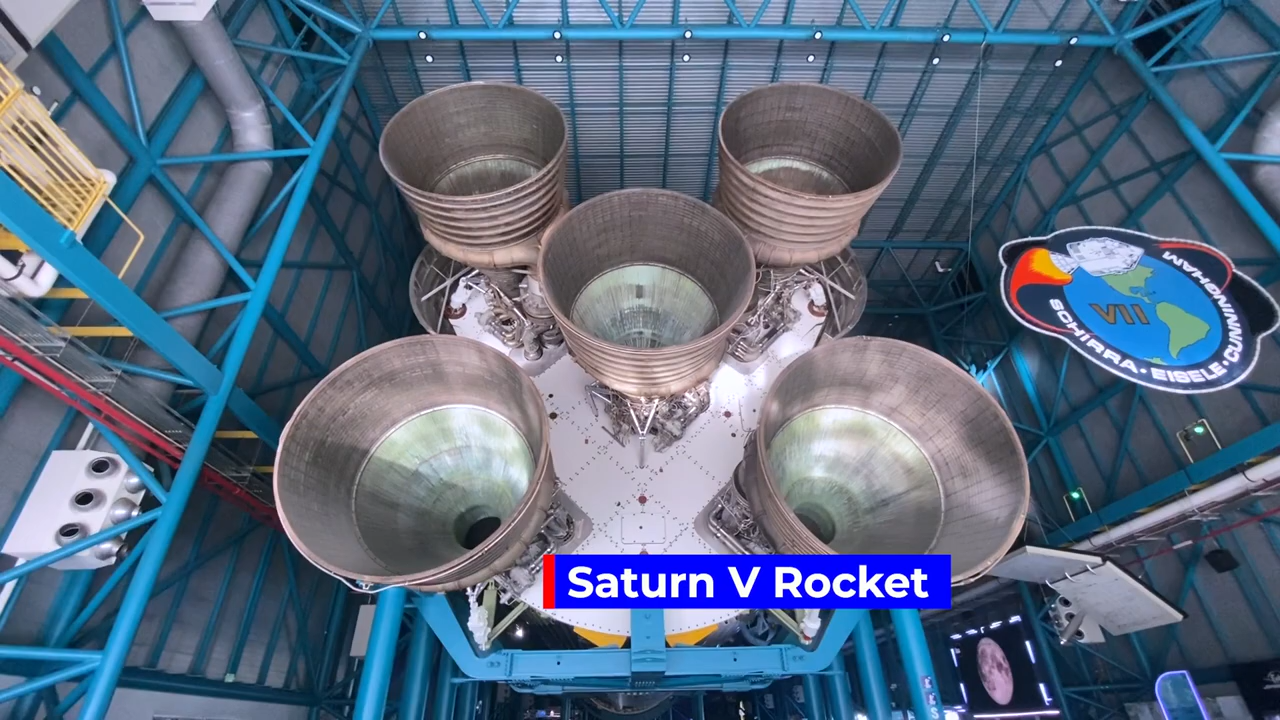 VII
SCHIRRA • EISELE • CUNNINGHAM
Saturn V Rocket